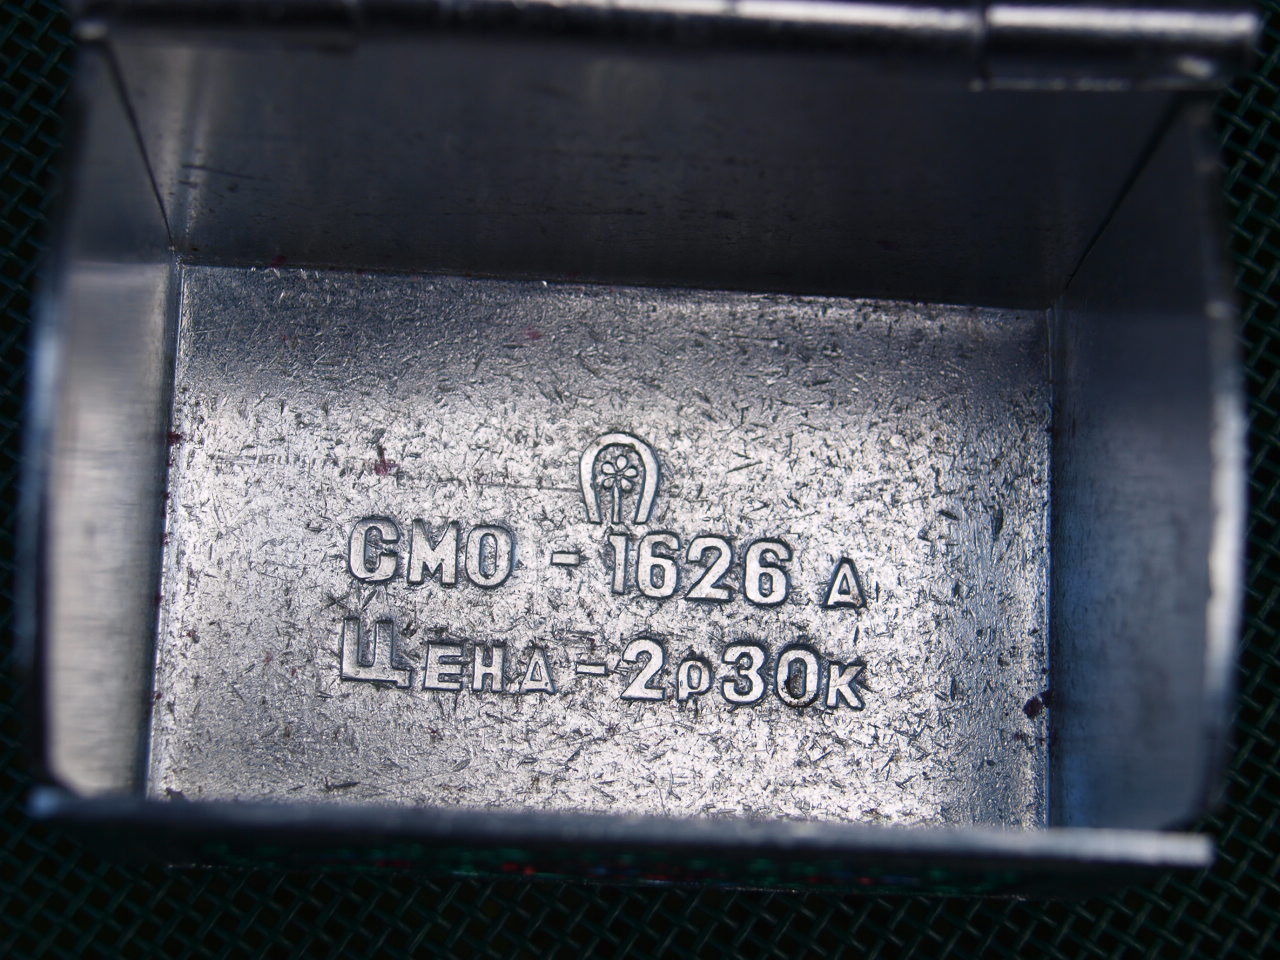 СМО - 1626 А
ЦЕНА - 2р30к